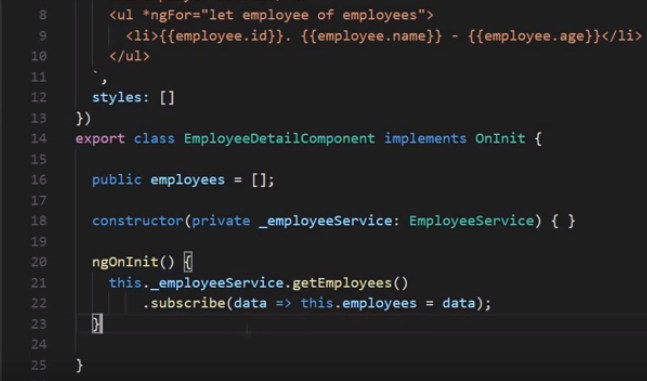 8 <ul *ngFor="let employee of employees">
9 <li>{{employee.id}}. {{employee.name}} - {{employee.age}}</li>
10 </ul>
11 `,
12 styles: []
13 })
14 export class EmployeeDetailComponent implements OnInit {
15
16 public employees = [];
17
18 constructor(private _employeeService: EmployeeService) { }
19
20 ngOnInit() {
21 this._employeeService.getEmployees()
22 .subscribe(data => this.employees = data);
23 }
24
25 }